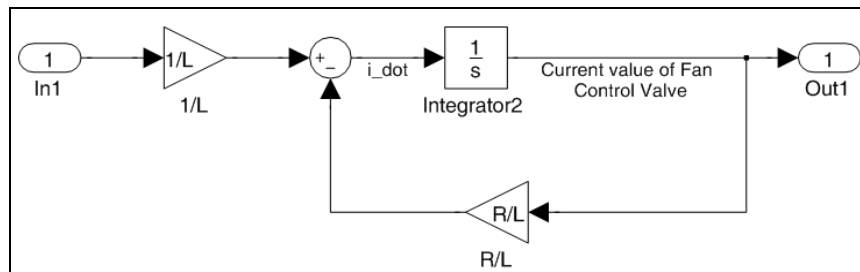 1
In1
1/L
1/L
+
−
i_dot
1
s
Integrator2
Current value of Fan
Control Valve
1
Out1
R/L
R/L